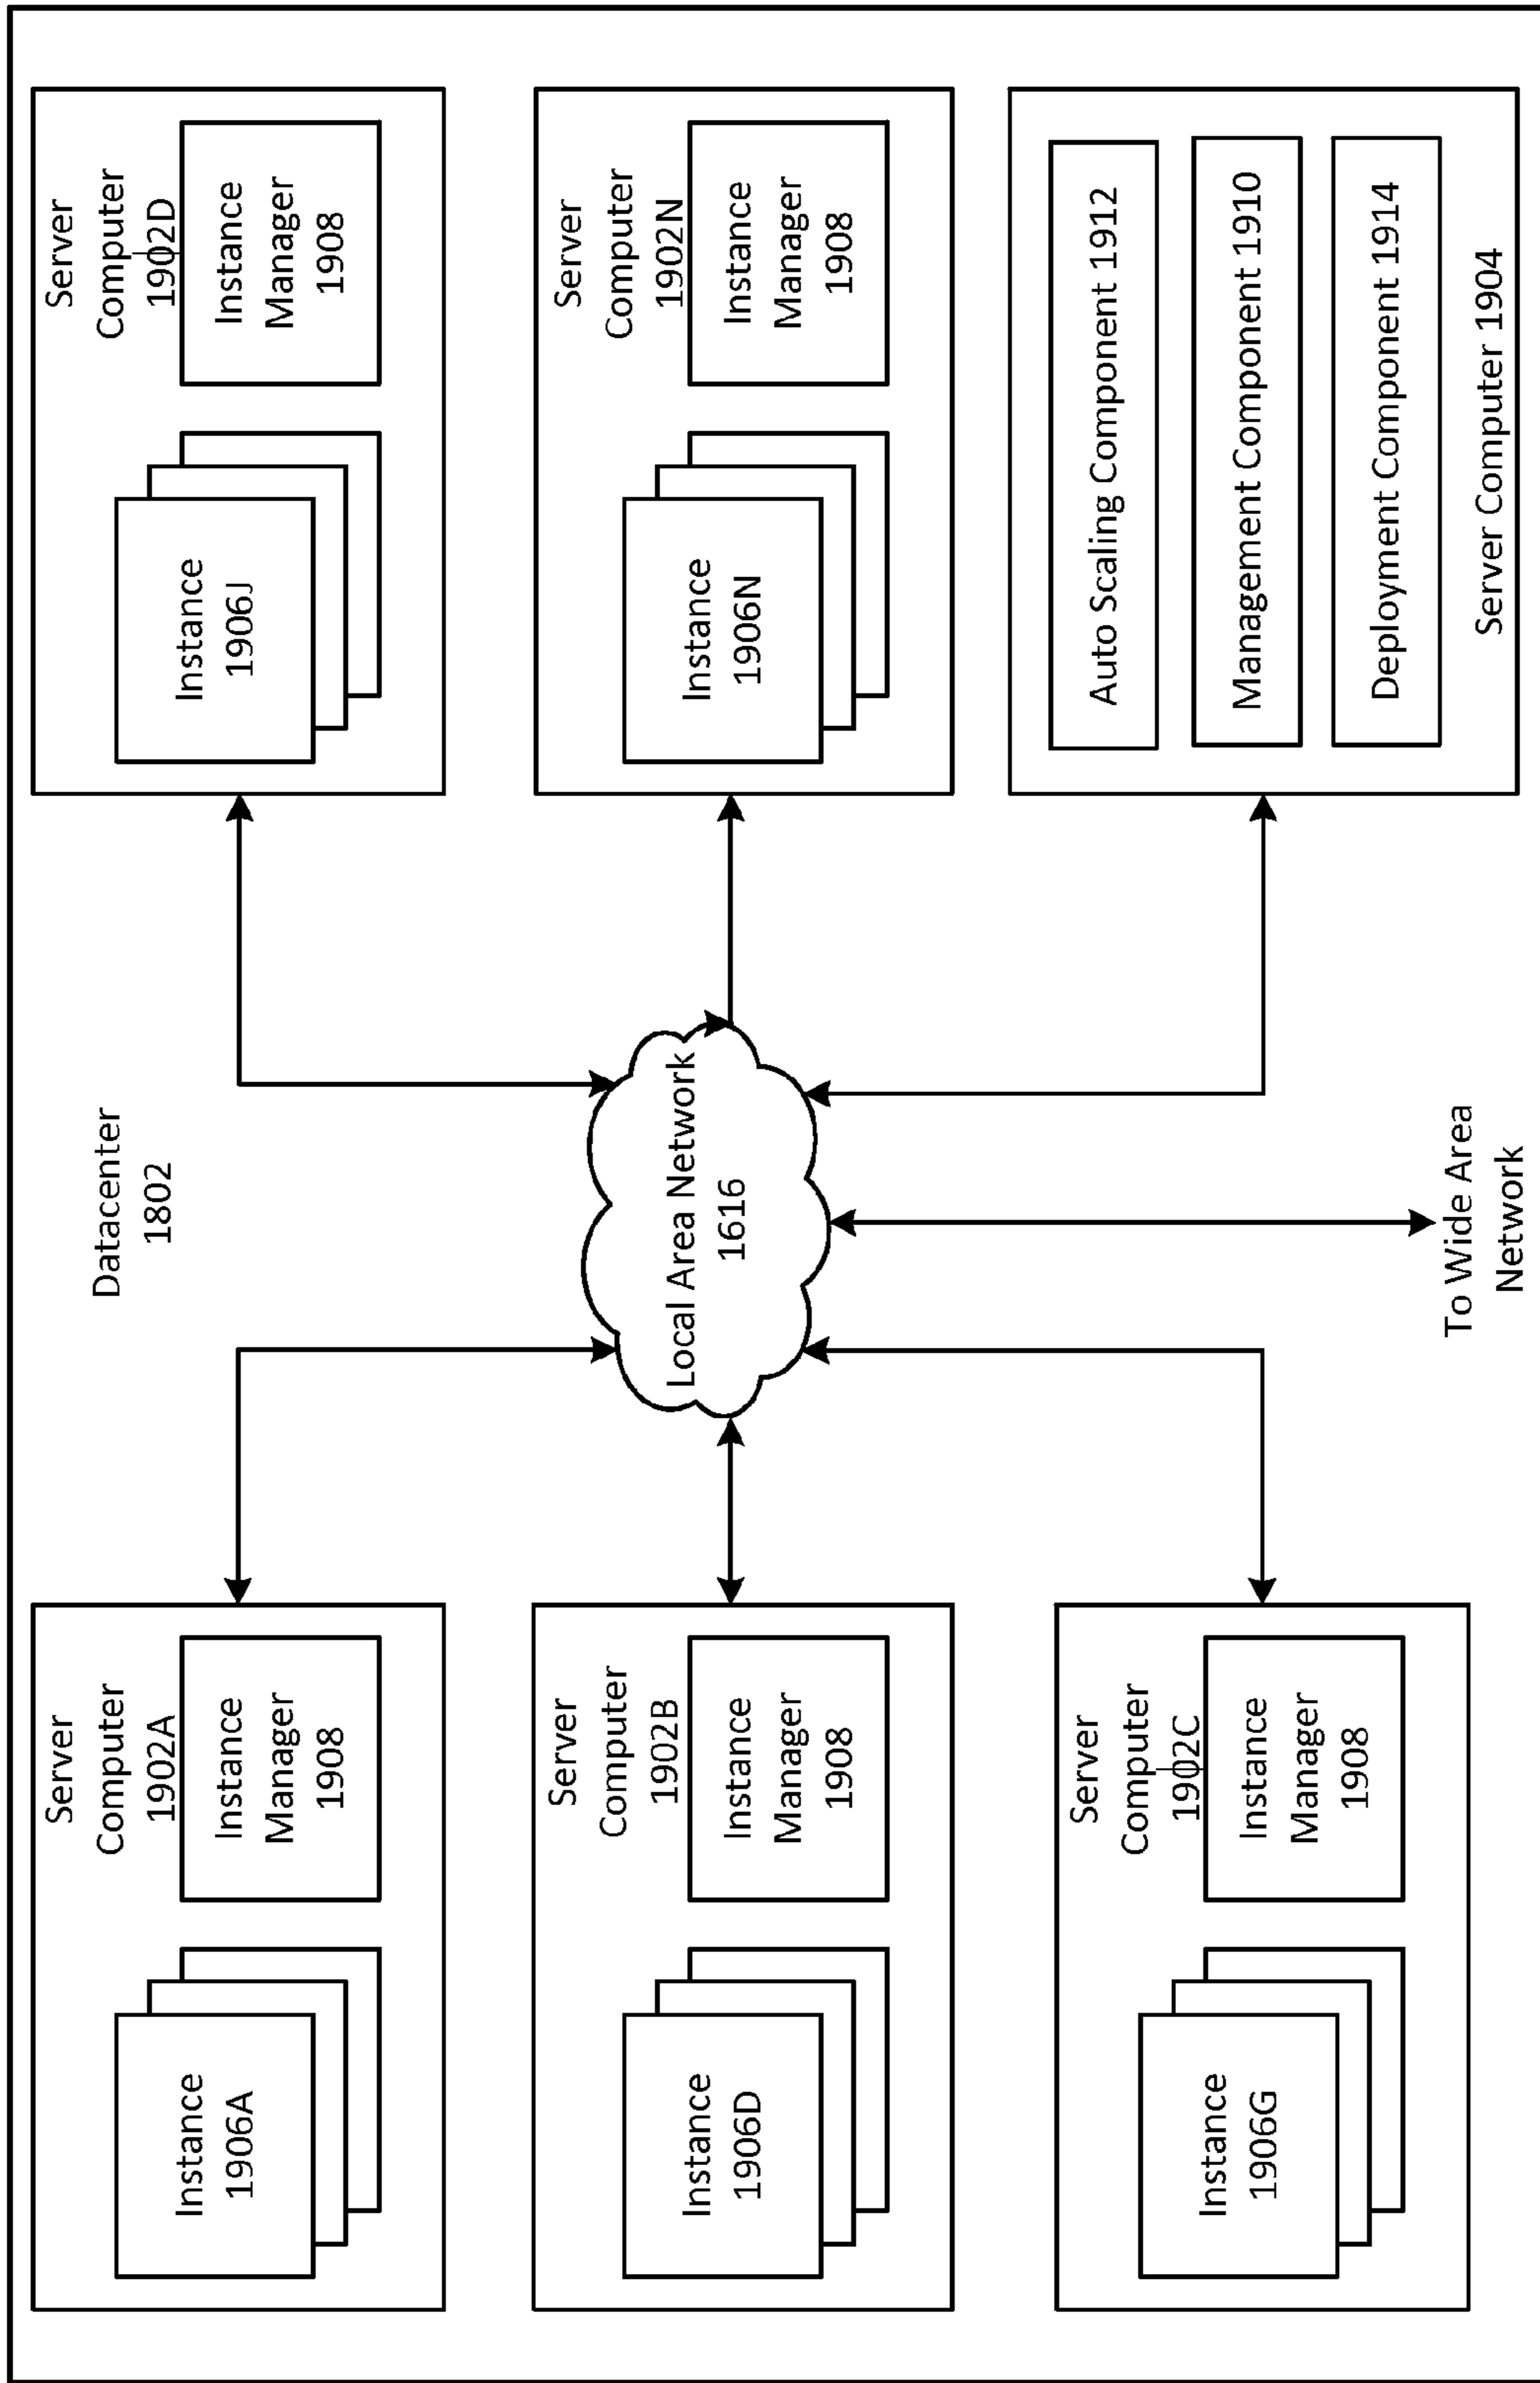 Datacenter
1802
Server
Computer
1902A
Instance
1906A
Instance
Manager
1908
Server
Computer
1902D
Instance
1906J
Instance
Manager
1908
Server
Computer
1902B
Instance
1906D
Instance
Manager
1908
Local Area Network
1616
Server
Computer
1902N
Instance
1906N
Instance
Manager
1908
Server
Computer
1902C
Instance
1906G
Instance
Manager
1908
To Wide Area
Network
Auto Scaling Component 1912
Management Component 1910
Deployment Component 1914
Server Computer 1904